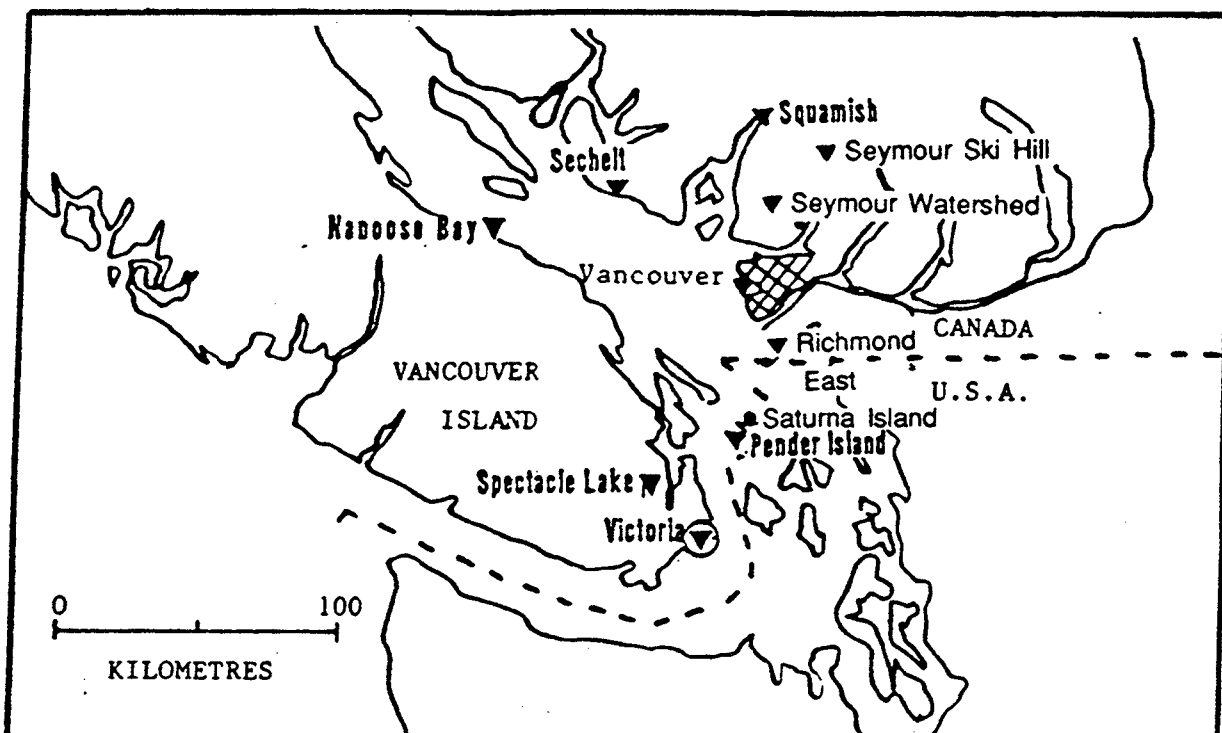 Squamish
Seymour Ski Hill
Sechelt
Seymour Watershed
Nanoose Bay
Vancouver
CANADA
Richmond
VANCOUVER
ISLAND
East
U.S.A.
Saturna Island
Pender Island
Spectacle Lake
Victoria
0 100
KILOMETRES